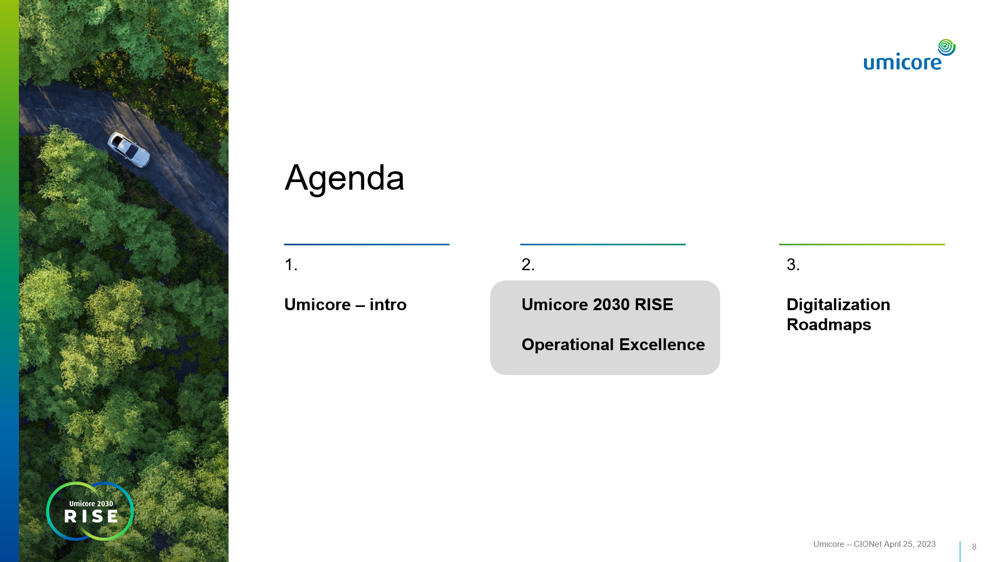 umicore
Agenda
1.
Umicore – intro
2.
Umicore 2030 RISE
Operational Excellence
3.
Digitalization
Roadmaps
Umicore 2030
RISE
Umicore – CIONet April 25, 2023
8